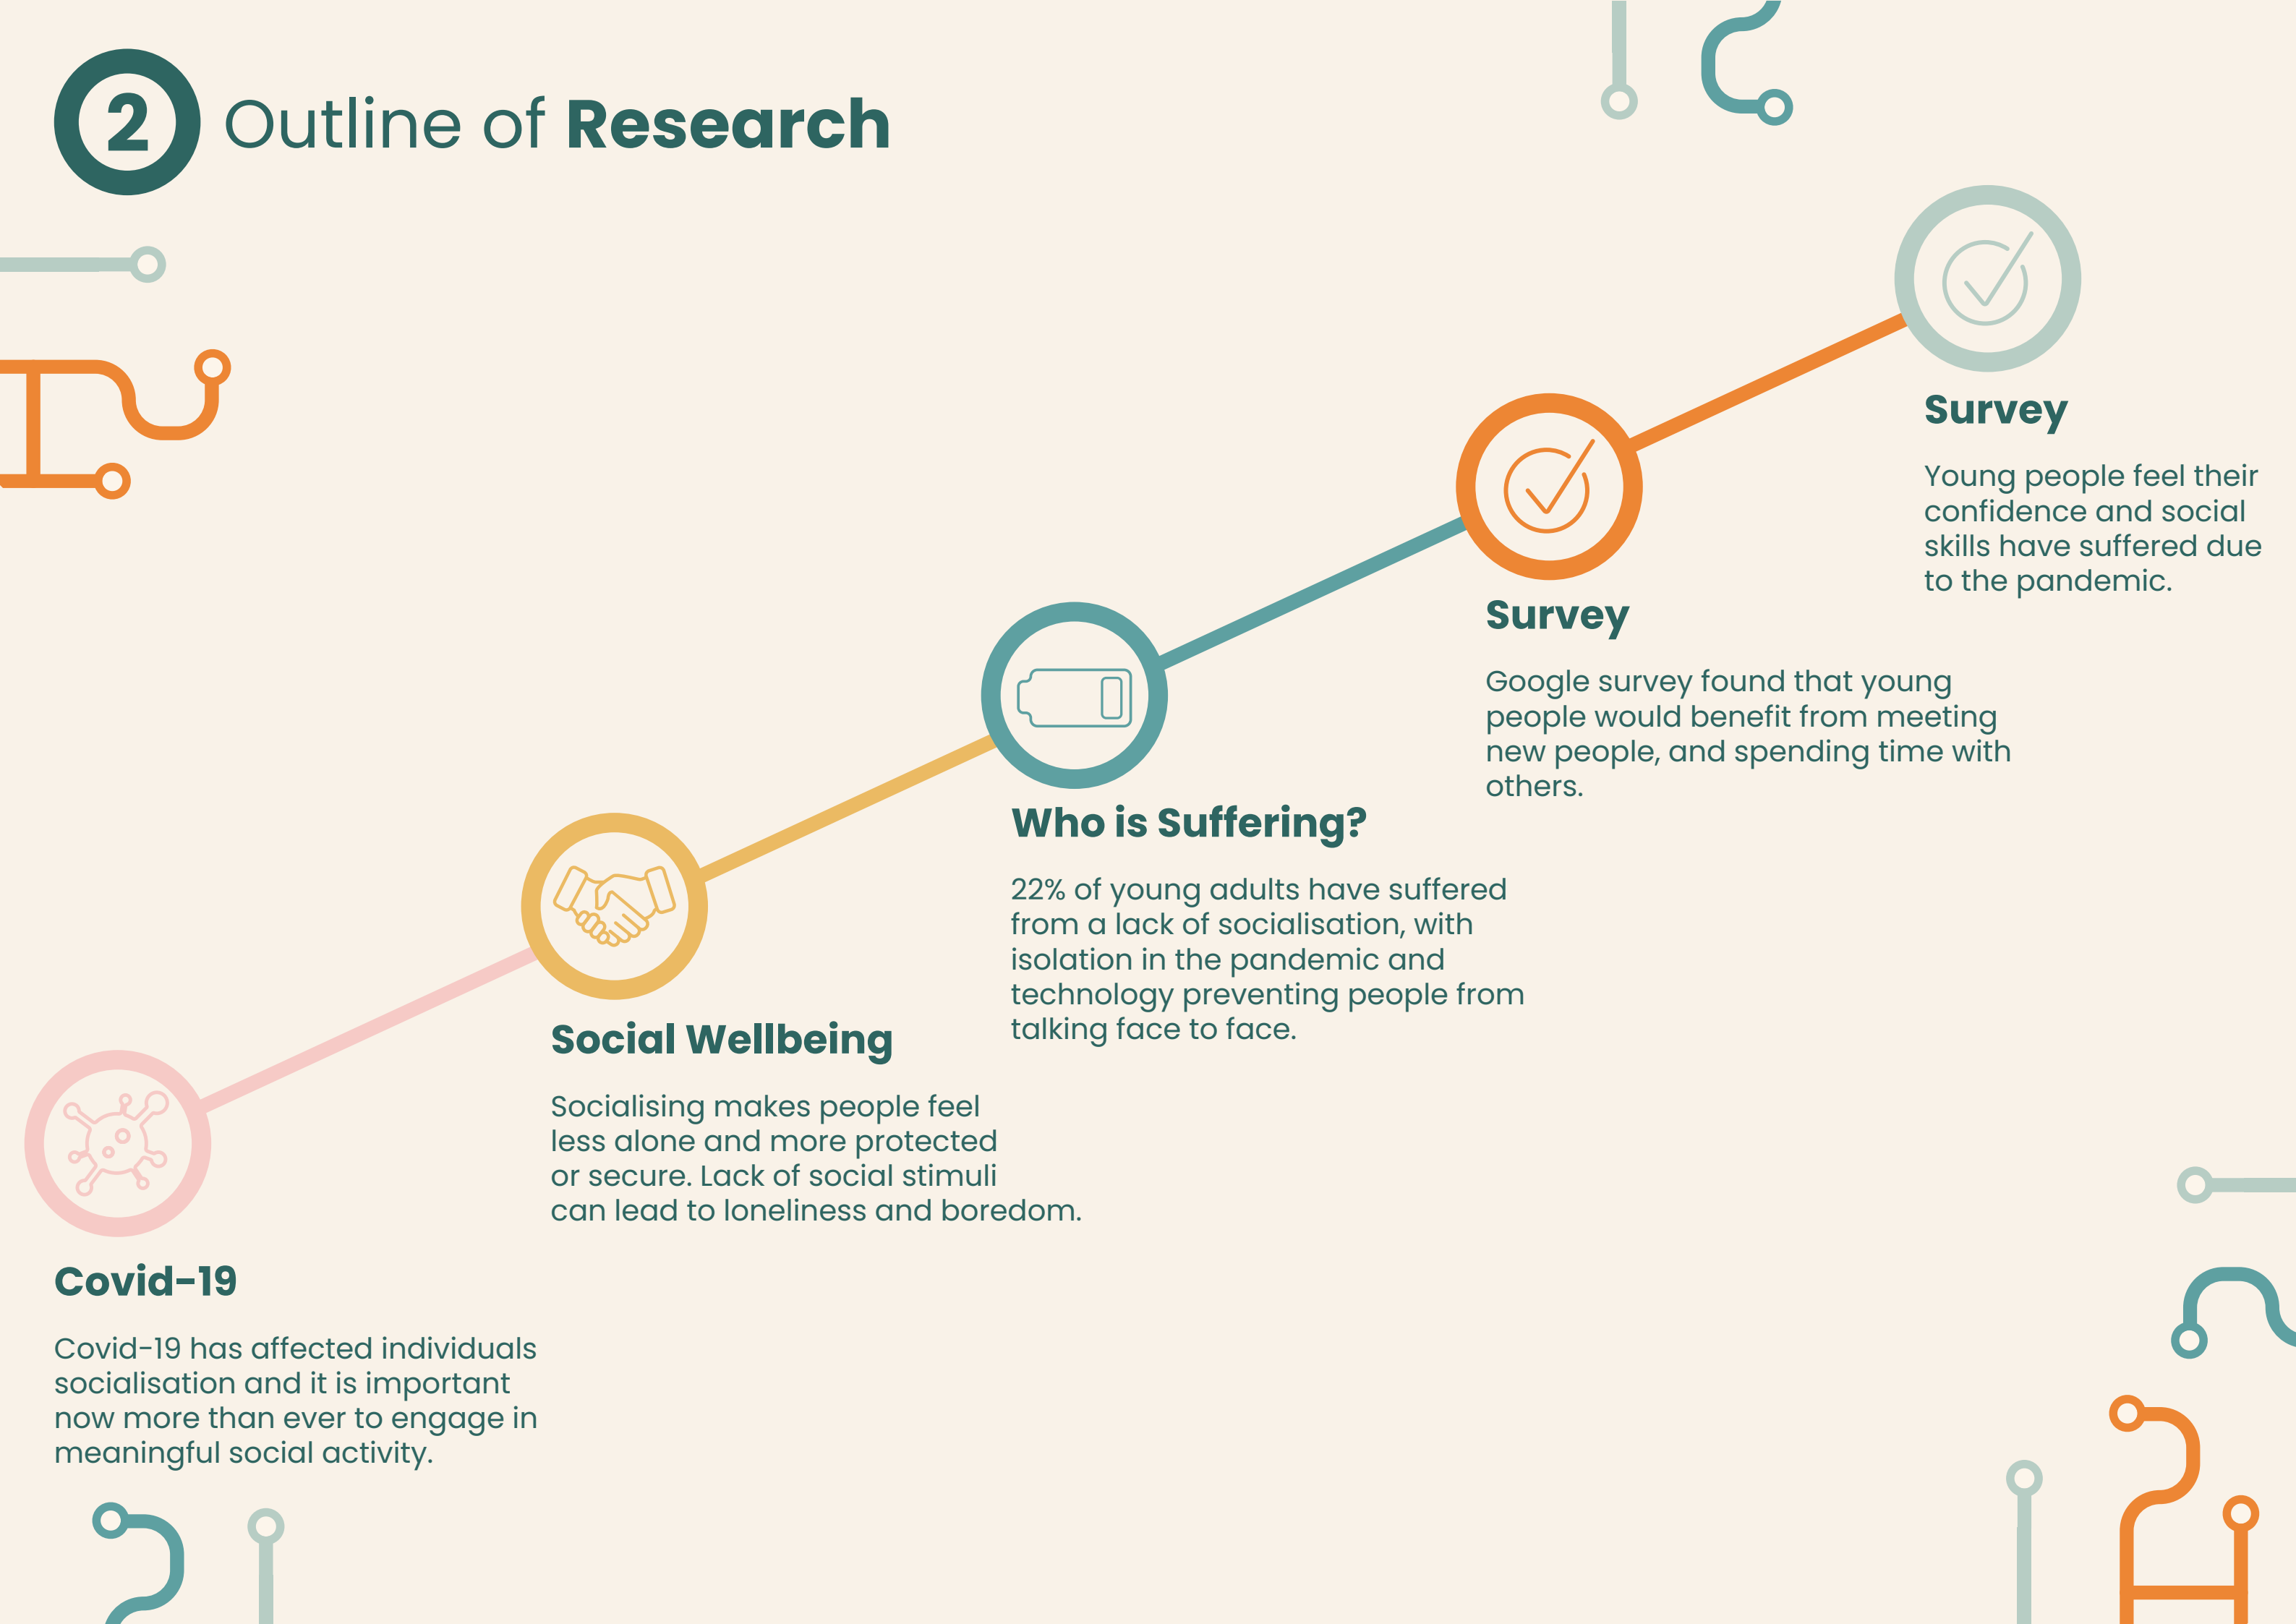 2
Outline of Research
Survey
Young people feel their
confidence and social
skills have suffered due
to the pandemic.
Survey
Google survey found that young
people would benefit from meeting
new people, and spending time with
others.
Who is Suffering?
22% of young adults have suffered
from a lack of socialisation, with
isolation in the pandemic and
technology preventing people from
talking face to face.
Social Wellbeing
Socialising makes people feel
less alone and more protected
or secure. Lack of social stimuli
can lead to loneliness and boredom.
Covid-19
Covid-19 has affected individuals
socialisation and it is important
now more than ever to engage in
meaningful social activity.